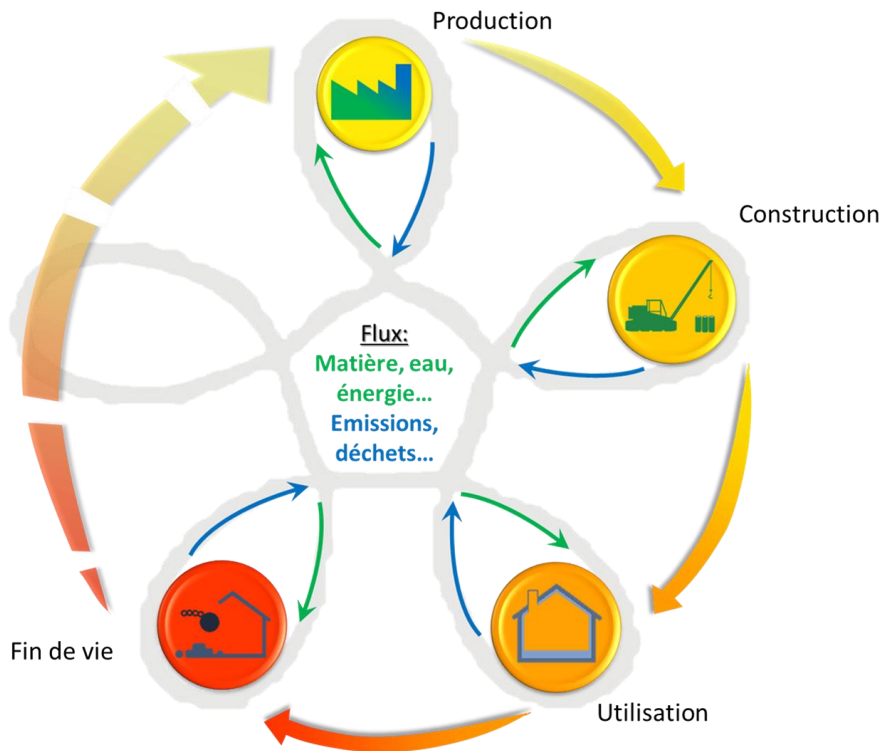 Production
Construction
Flux:
Matière, eau,
énergie...
Emissions,
déchets...
Fin de vie
Utilisation